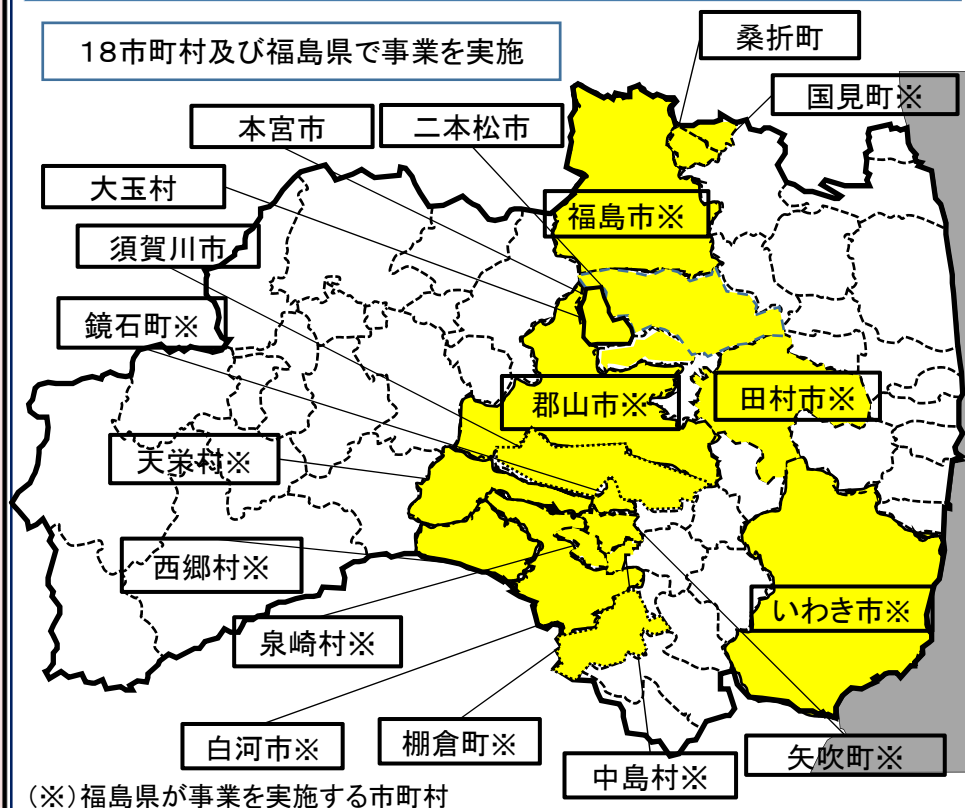 18市町村及び福島県で事業を実施
桑折町
国見町※
本宮市
二本松市
大玉村
福島市※
須賀川市
鏡石町※
郡山市※
田村市※
天栄村※
西郷村※
いわき市※
泉崎村※
白河市※
棚倉町※
中島村※
矢吹町※
(※)福島県が事業を実施する市町村